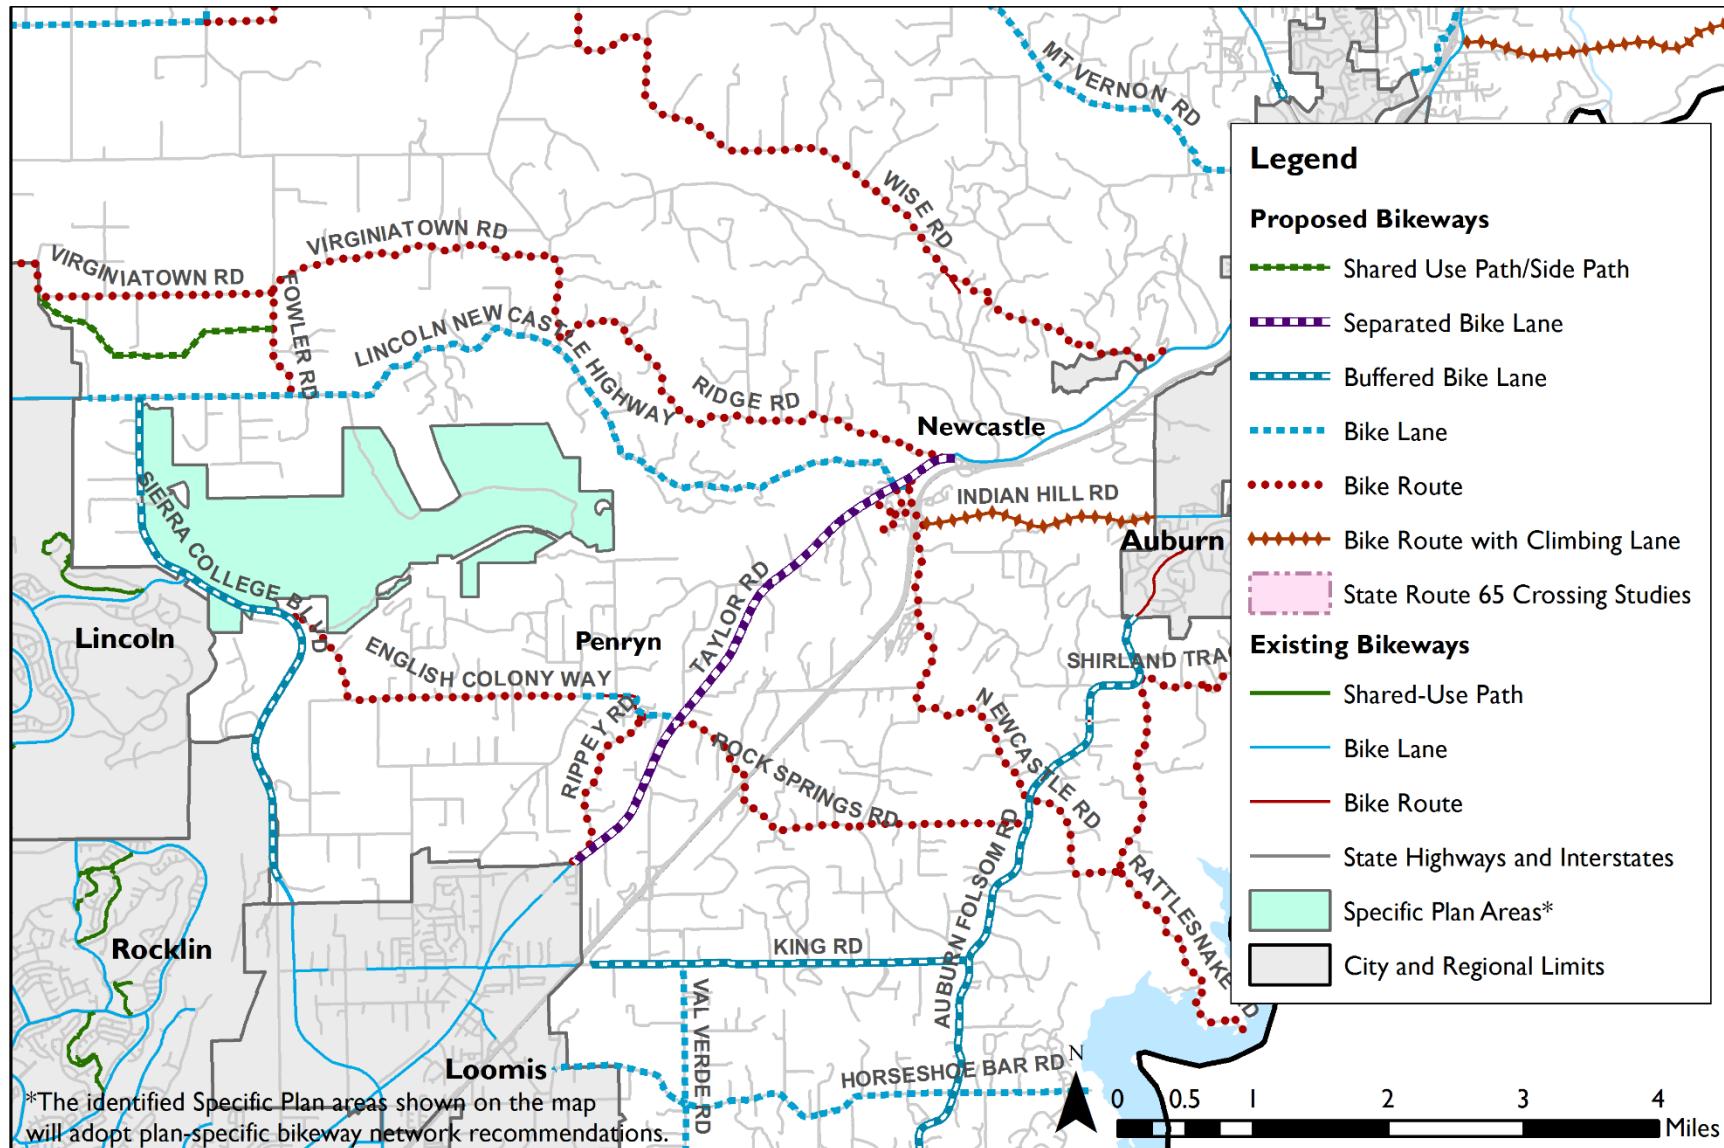 MT VERNON RD
WISE RD
VIRGINIATOWN RD
VIRGINIATOWN RD
FOWLER RD
LINCOLN NEWCASTLE HIGHWAY
RIDGE RD
Newcastle
INDIAN HILL RD
Auburn
SIERRA COLLEGE BLVD
TAYLOR RD
Lincoln
Penryn
ENGLISH COLONY WAY
SHIRLAND TRA
RIPPEY RD
NEWCASTLE RD
ROCK SPRINGS RD
AUBURN FOLSOM RD
RATTLESNAKE RD
Rocklin
KING RD
VAL VERDE RD
Loomis
HORSESHOE BAR RD
Legend
Proposed Bikeways
Shared Use Path/Side Path
Separated Bike Lane
Buffered Bike Lane
Bike Lane
Bike Route
Bike Route with Climbing Lane
State Route 65 Crossing Studies
Existing Bikeways
Shared-Use Path
Bike Lane
Bike Route
State Highways and Interstates
Specific Plan Areas*
City and Regional Limits
N
0 0.5 1 2 3 4
Miles
*The identified Specific Plan areas shown on the map
will adopt plan-specific bikeway network recommendations.